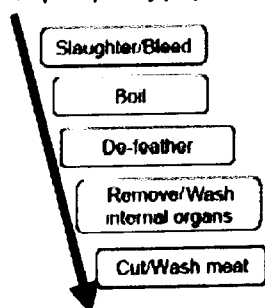 Slaughter/Bleed
Boil
De-feather
Remove/Wash
internal organs
Cut/Wash meat